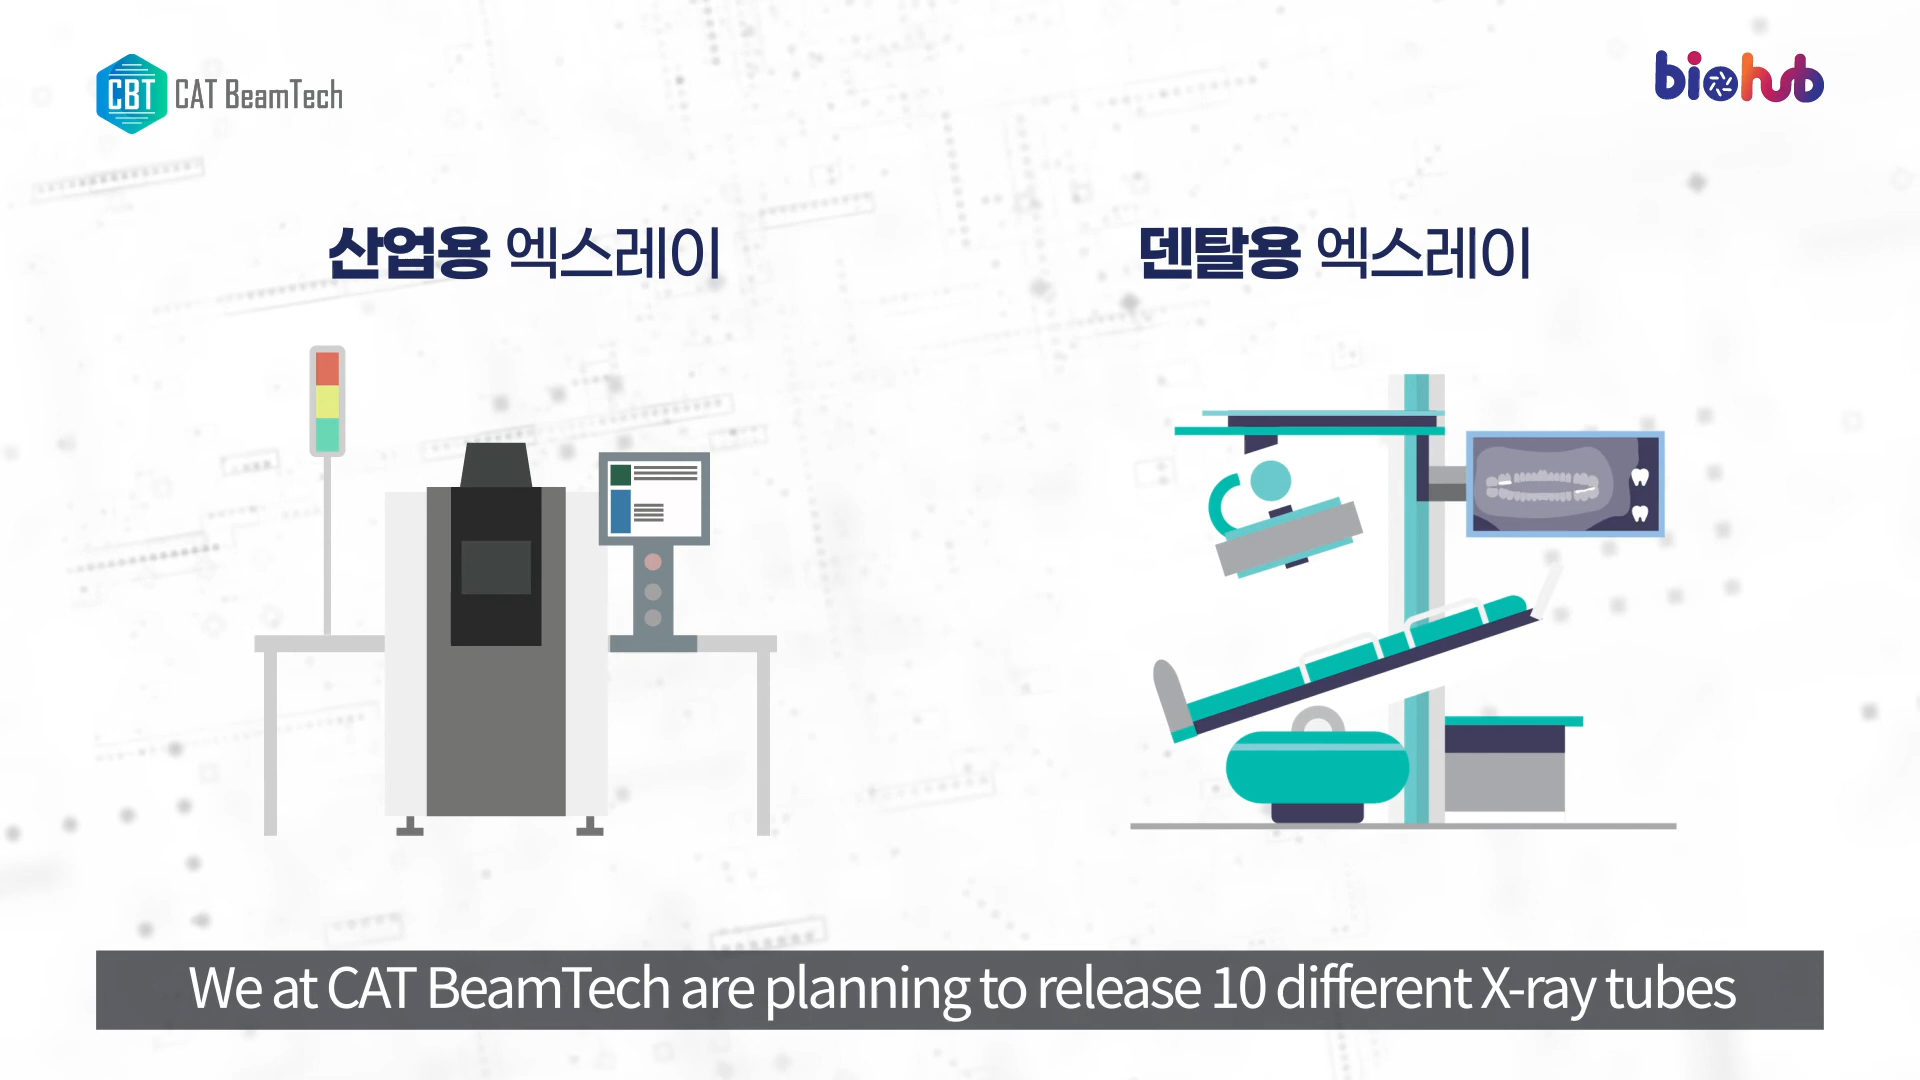 CBT CAT BeamTech
biohub
산업용 엑스레이
덴탈용 엑스레이
We at CAT BeamTech are planning to release 10 different X-ray tubes